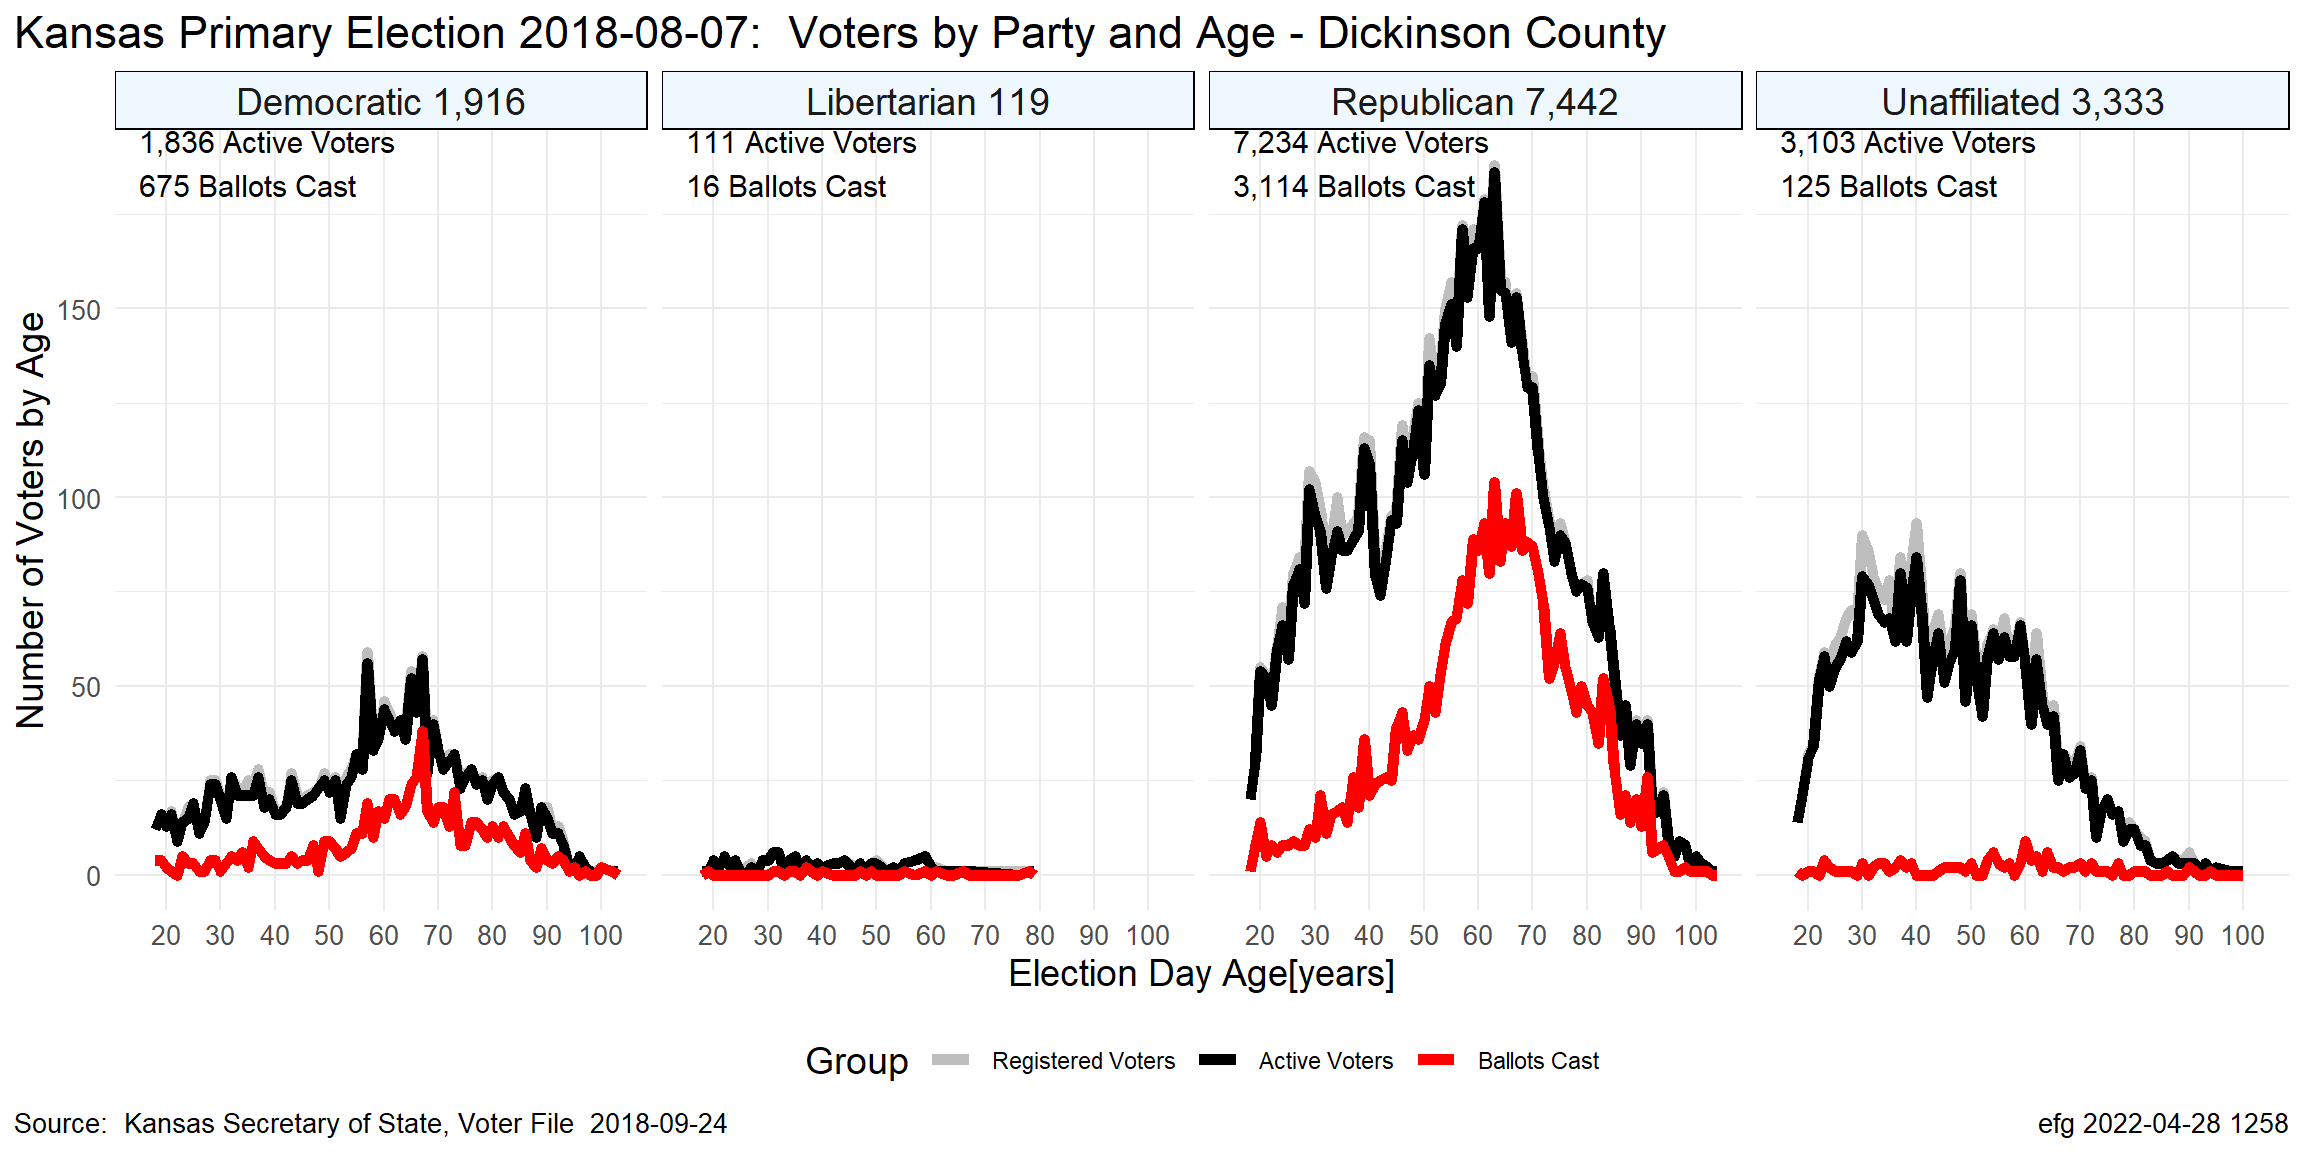 Kansas Primary Election 2018-08-07:  Voters by Party and Age - Dickinson County
Democratic 1,916
Libertarian 119
Republican 7,442
Unaffiliated 3,333
1,836 Active Voters
675 Ballots Cast
111 Active Voters
16 Ballots Cast
7,234 Active Voters
3,114 Ballots Cast
3,103 Active Voters
125 Ballots Cast
Number of Voters by Age
150
100
50
0
20 30 40 50 60 70 80 90 100
20 30 40 50 60 70 80 90 100
20 30 40 50 60 70 80 90 100
20 30 40 50 60 70 80 90 100
Election Day Age[years]
Group Registered Voters Active Voters Ballots Cast
Source:  Kansas Secretary of State, Voter File  2018-09-24
efg 2022-04-28 1258